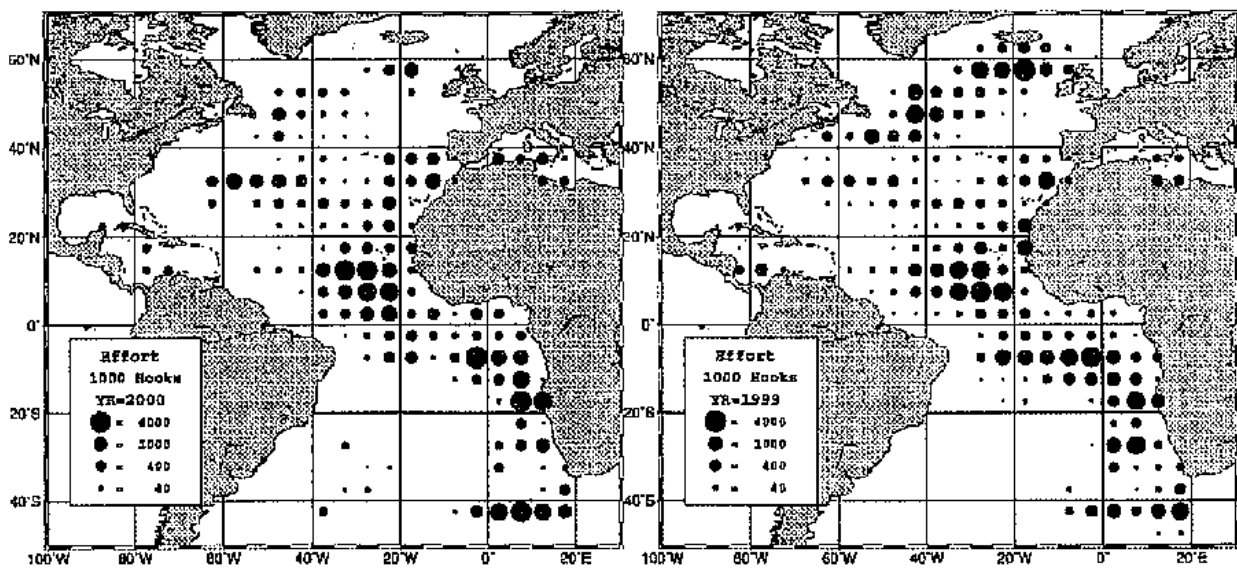 60°N
40°N
20°N
0°
20°S
40°S
100°W 80°W 60°W 40°W 20°W 0° 20°E
Effort
1000 Hooks
YR=2000
= 4000
= 1000
= 400
= 40
60°N
40°N
20°N
0°
20°S
40°S
100°W 80°W 60°W 40°W 20°W 0° 20°E
Effort
1000 Hooks
YR=1999
= 4000
= 1000
= 400
= 40